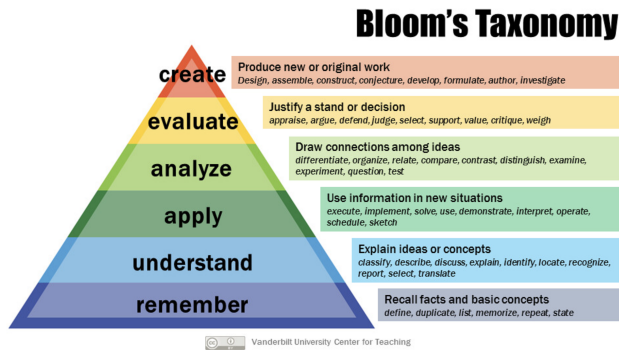 Bloom's Taxonomy
create
Produce new or original work
Design, assemble, construct, conjecture, develop, formulate, author, investigate
evaluate
Justify a stand or decision
appraise, argue, defend, judge, select, support, value, critique, weigh
analyze
Draw connections among ideas
differentiate, organize, relate, compare, contrast, distinguish, examine,
experiment, question, test
apply
Use information in new situations
execute, implement, solve, use, demonstrate, interpret, operate,
schedule, sketch
understand
Explain ideas or concepts
classify, describe, discuss, explain, identify, locate, recognize,
report, select, translate
remember
Recall facts and basic concepts
define, duplicate, list, memorize, repeat, state
Vanderbilt University Center for Teaching